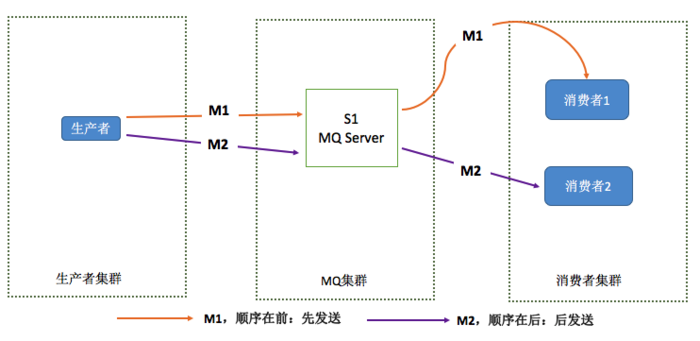 M1
M1
S1
MQ Server
消费者1
生产者
M2
M2
消费者2
生产者集群
MQ集群
消费者集群
M1，顺序在前：先发送
M2，顺序在后：后发送